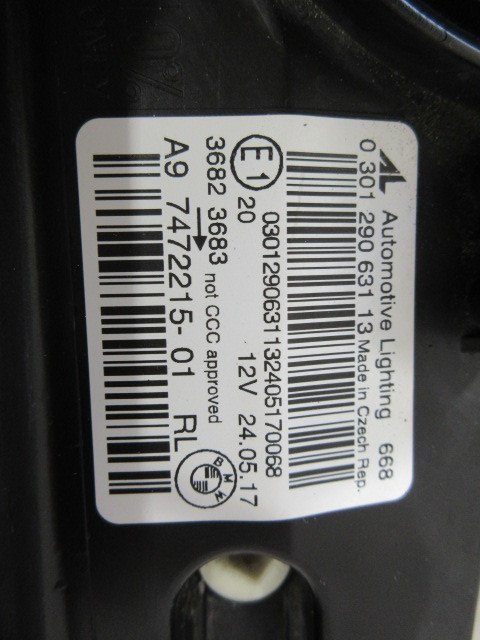 AL Automotive Lighting 668
0 301 290 631 13 Made in Czech Rep.
0301290631132405170068
E1 20 12V 24.05.17
3682 3683 not CCC approved
A9 7472215-01 RL
BMW